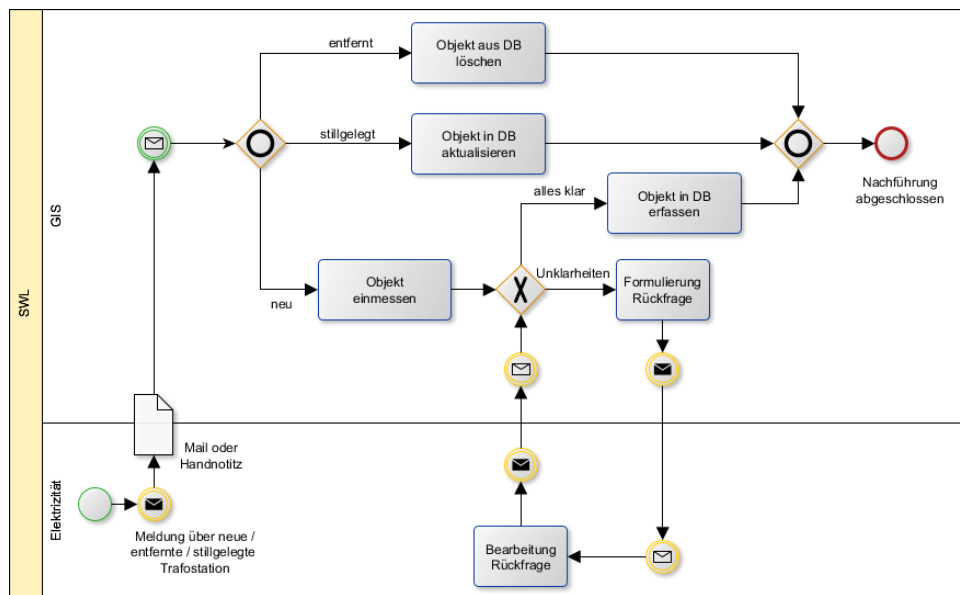 SWL
GIS
entfernt
Objekt aus DB
löschen
stillgelegt
Objekt in DB
aktualisieren
alles klar
Objekt in DB
erfassen
Nachführung
abgeschlossen
neu
Objekt
einmessen
X
Unklarheiten
Formulierung
Rückfrage
Elektrizität
Mail oder
Handnotitz
Meldung über neue /
entfernte / stillgelegte
Trafostation
Bearbeitung
Rückfrage